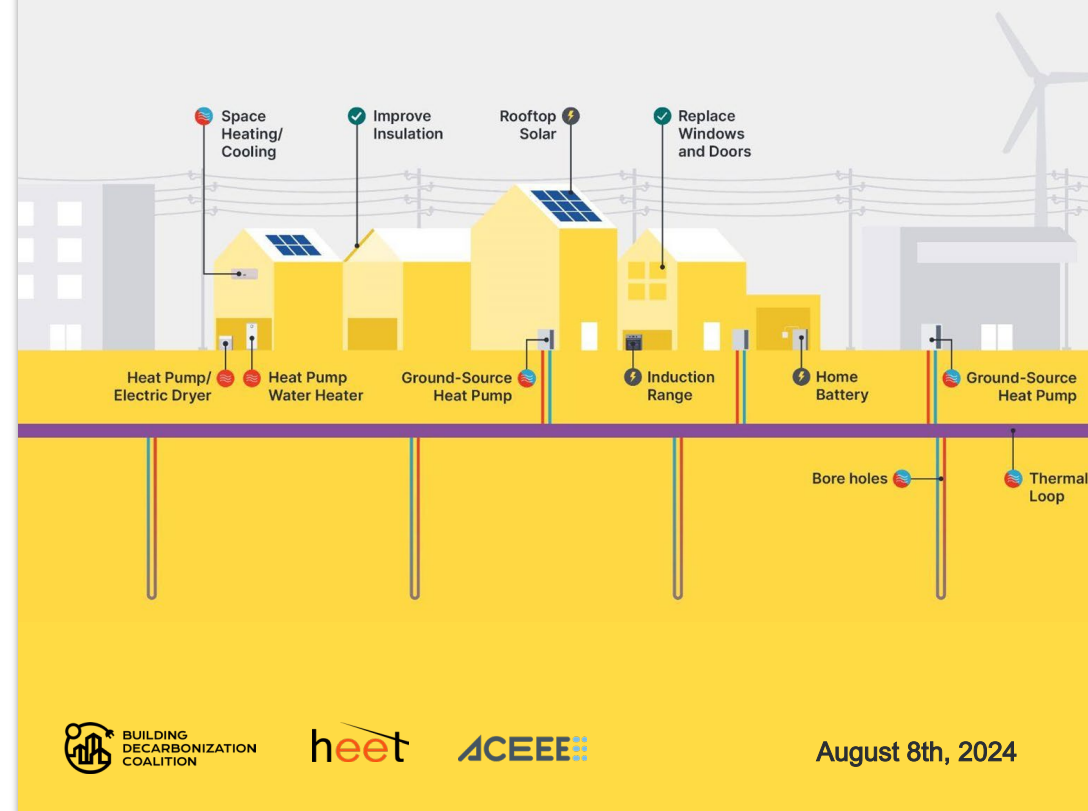 Space
Heating/
Cooling
Improve
Insulation
Rooftop
Solar
Replace
Windows
and Doors
Heat Pump/
Electric Dryer
Heat Pump
Water Heater
Ground-Source
Heat Pump
Induction
Range
Home
Battery
Ground-Source
Heat Pump
Bore holes
Thermal
Loop
BUILDING
DECARBONIZATION
COALITION
heet
ACEEE
August 8th, 2024